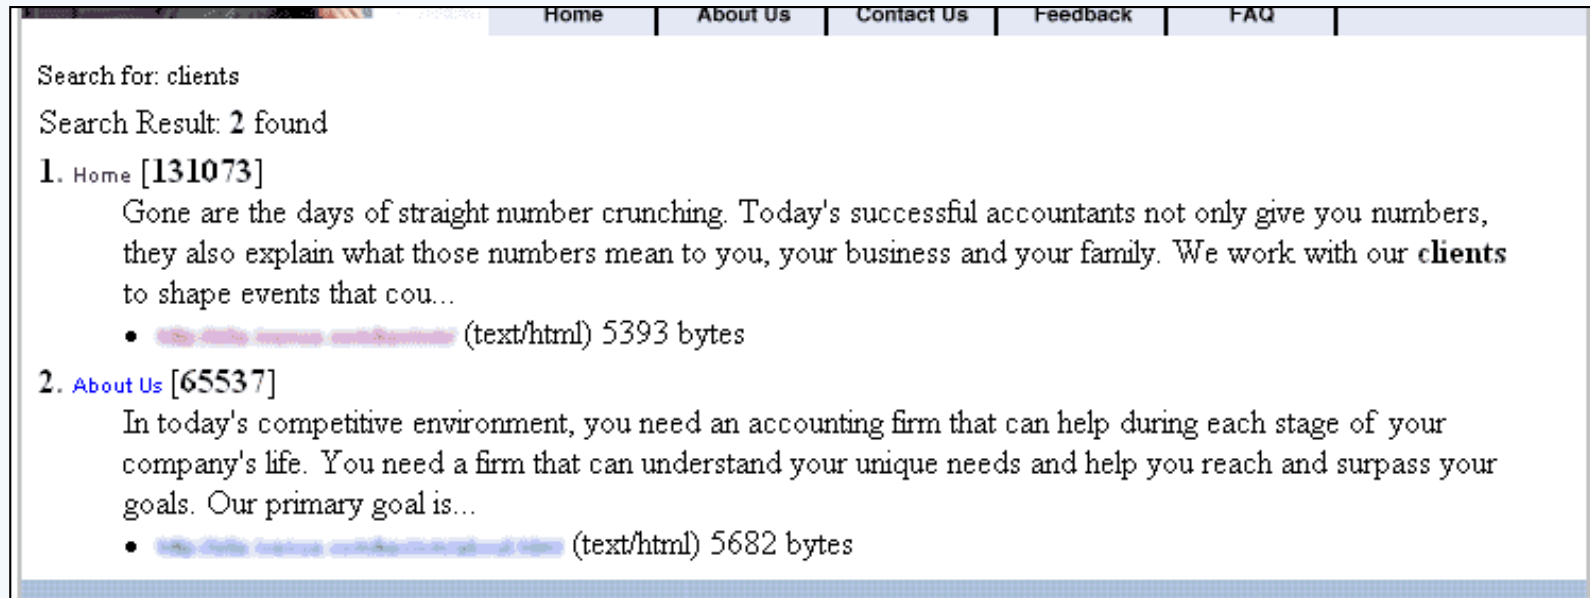 Home About Us Contact Us Feedback FAQ
Search for: clients
Search Result: 2 found
1. Home [131073]
Gone are the days of straight number crunching. Today's successful accountants not only give you numbers,
they also explain what those numbers mean to you, your business and your family. We work with our clients
to shape events that cou...
• (text/html) 5393 bytes
2. About Us [65537]
In today's competitive environment, you need an accounting firm that can help during each stage of your
company's life. You need a firm that can understand your unique needs and help you reach and surpass your
goals. Our primary goal is...
• (text/html) 5682 bytes